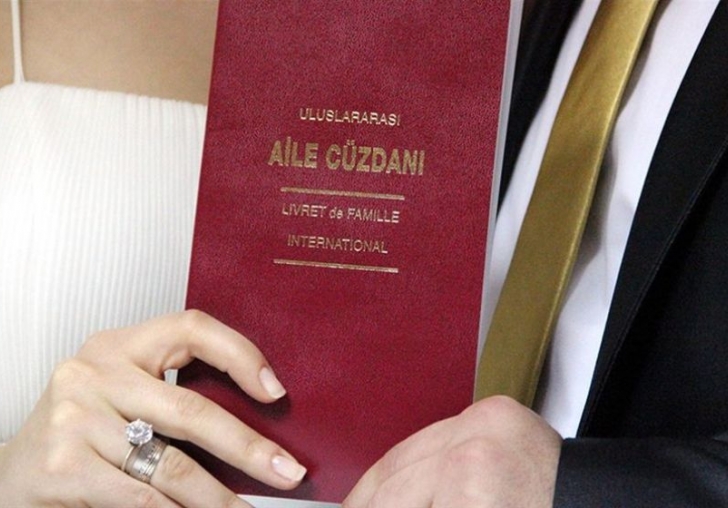 ULUSLARARASI
AİLE CÜZDANI
LIVRET de FAMILLE
INTERNATIONAL